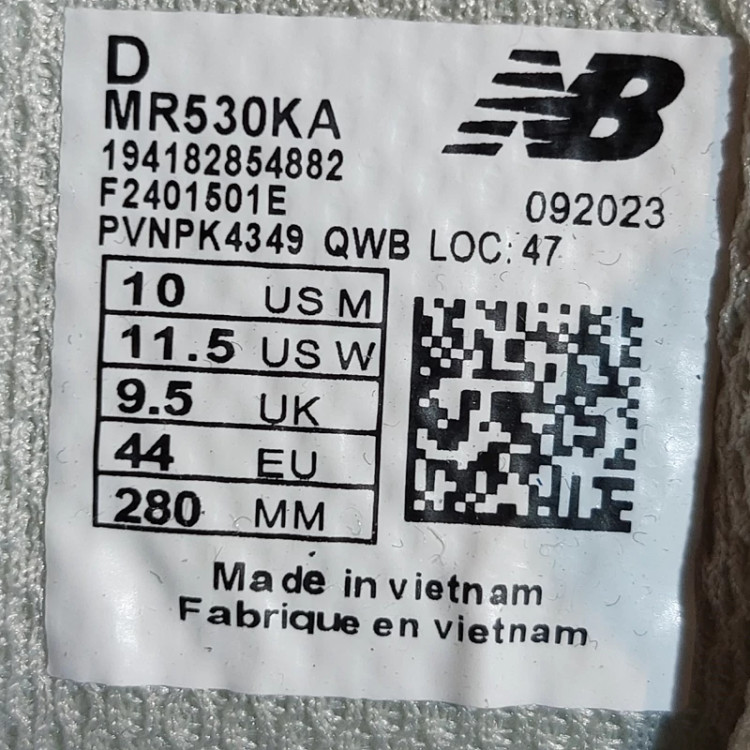 D
NB
MR530KA
194182854882
F2401501E
092023
PVNPK4349 QWB LOC: 47
10 US M
11.5 US W
9.5 UK
44 EU
280 MM
Made in vietnam
Fabrique en vietnam